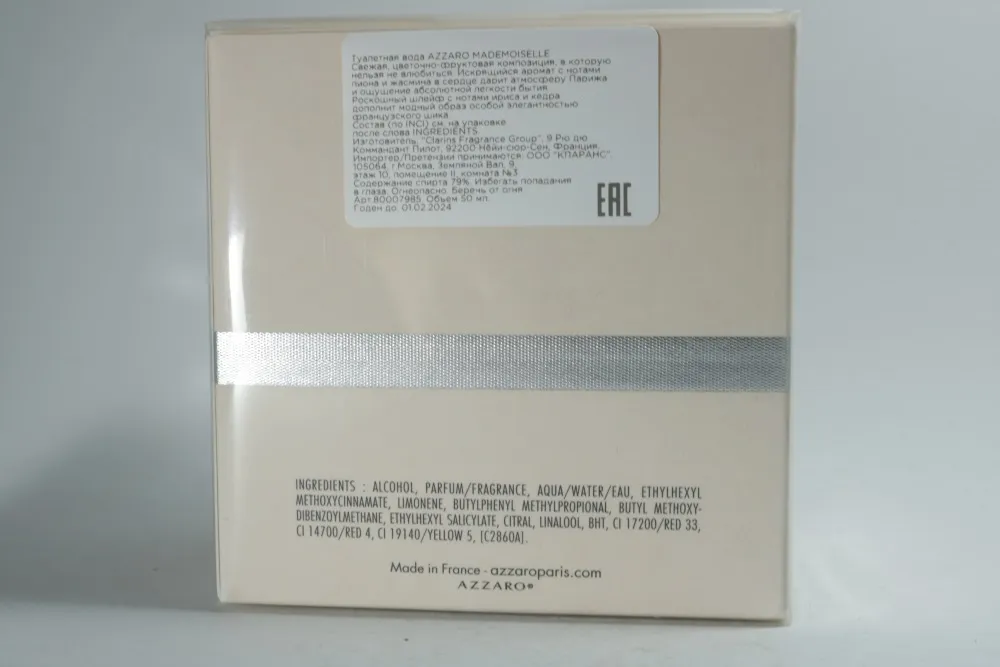 Туалетная вода AZZARO MADEMOISELLE
Свежая, цветочно-фруктовая композиция, в которую
нельзя не влюбиться. Искрящийся аромат с нотами
пиона и жасмина в сердце дарит атмосферу Парижа
и ощущение абсолютной легкости бытия.
Роскошный шлейф с нотами ириса и кедра
дополнит модный образ особой элегантностью
французского шика.
Состав (по INCI) см. на упаковке
после слова INGREDIENTS.
Изготовитель: "Clarins Fragrance Group", 9 Рю дю
Коммандант Пилот, 92200 Нёйи-сюр-Сен, Франция.
Импортер/Претензии принимаются: ООО "КЛАРАНС".
105064, г.Москва, Земляной Вал, 9,
этаж 10, помещение II, комната №3
Содержание спирта 79%. Избегать попадания
в глаза. Огнеопасно. Беречь от огня
Арт.80007985. Объем 50 мл.
Годен до: 01.02.2024
EAC
INGREDIENTS : ALCOHOL, PARFUM/FRAGRANCE, AQUA/WATER/EAU, ETHYLHEXYL
METHOXYCINNAMATE, LIMONENE, BUTYLPHENYL METHYLPROPIONAL, BUTYL METHOXY-
DIBENZOYLMETHANE, ETHYLHEXYL SALICYLATE, CITRAL, LINALOOL, BHT, CI 17200/RED 33,
CI 14700/RED 4, CI 19140/YELLOW 5, [C2860A].
Made in France - azzaroparis.com
AZZARO®